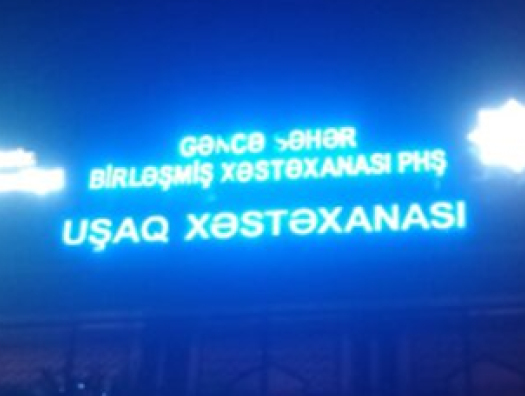 GƏNCƏ ŞƏHƏR
BİRLƏŞMİŞ XƏSTƏXANASI PHŞ
UŞAQ XƏSTƏXANASI